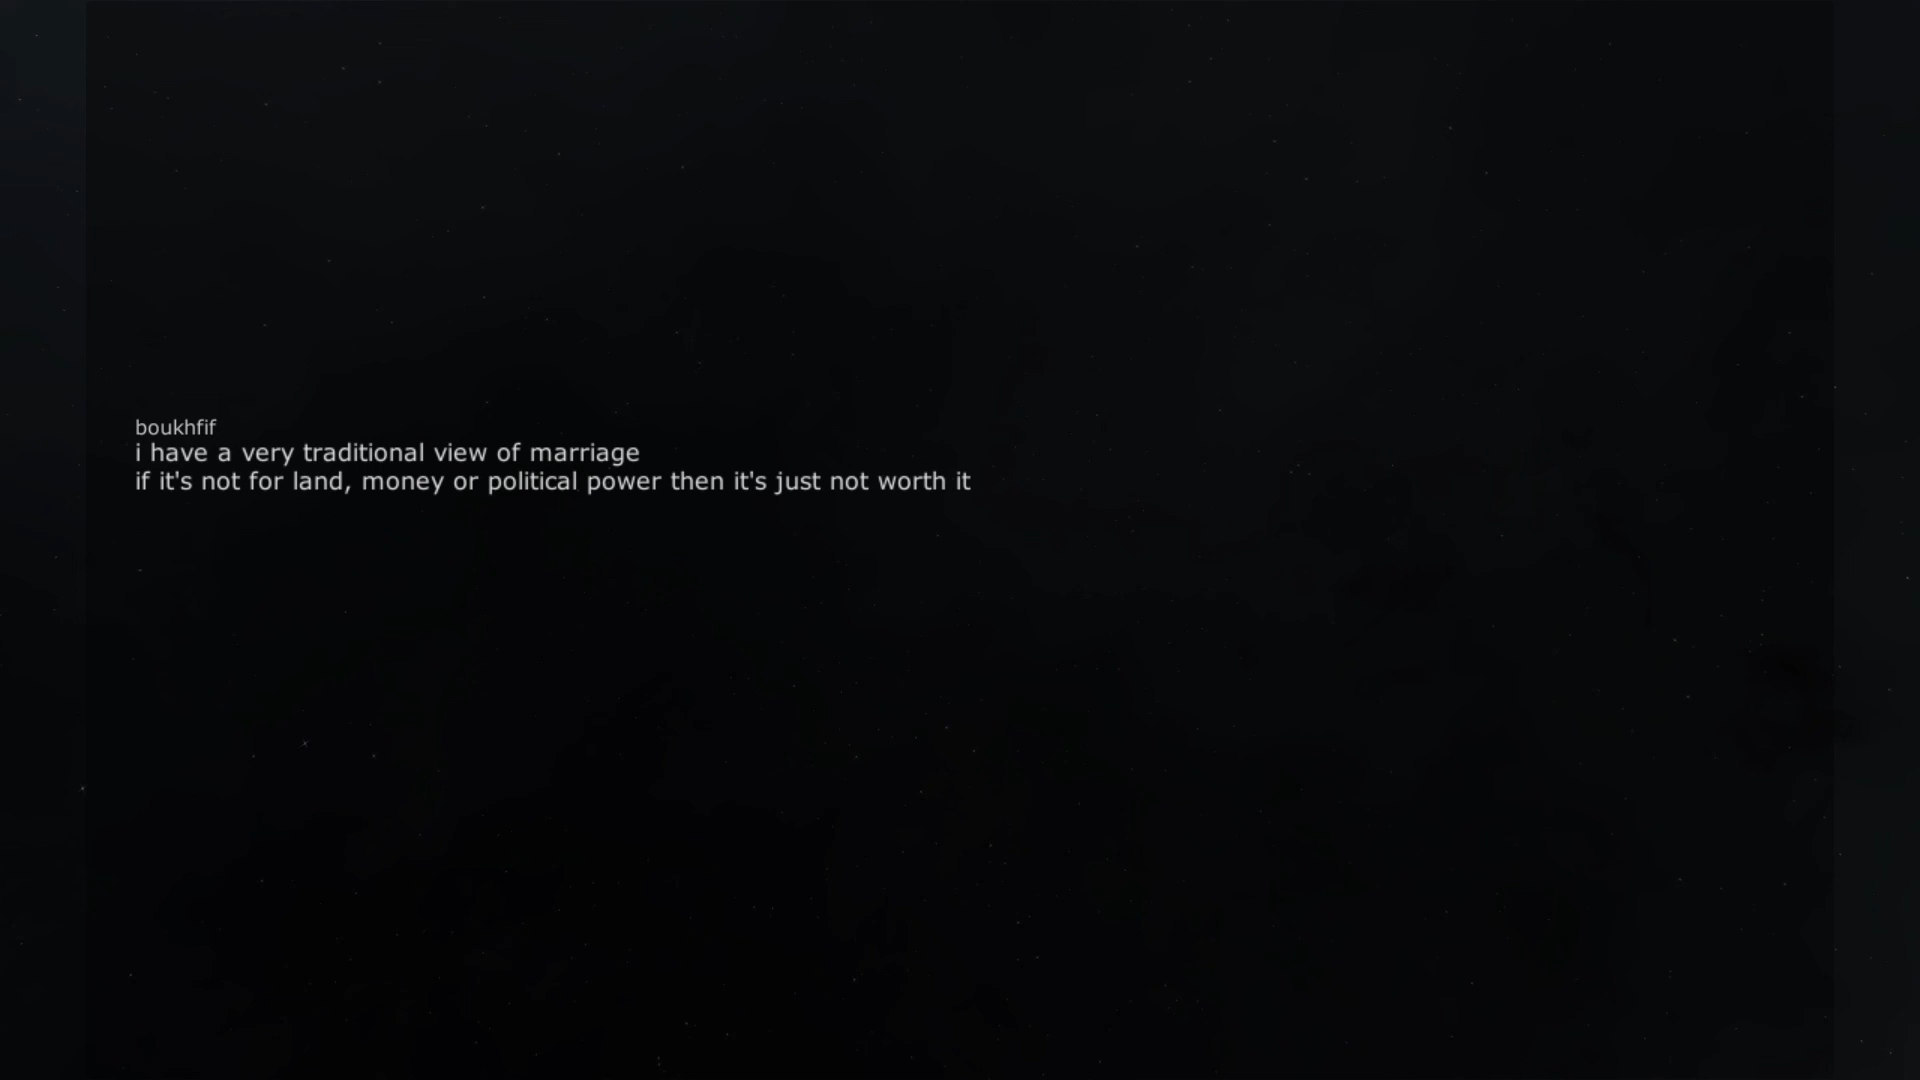 boukhfif
i have a very traditional view of marriage
if it's not for land, money or political power then it's just not worth it